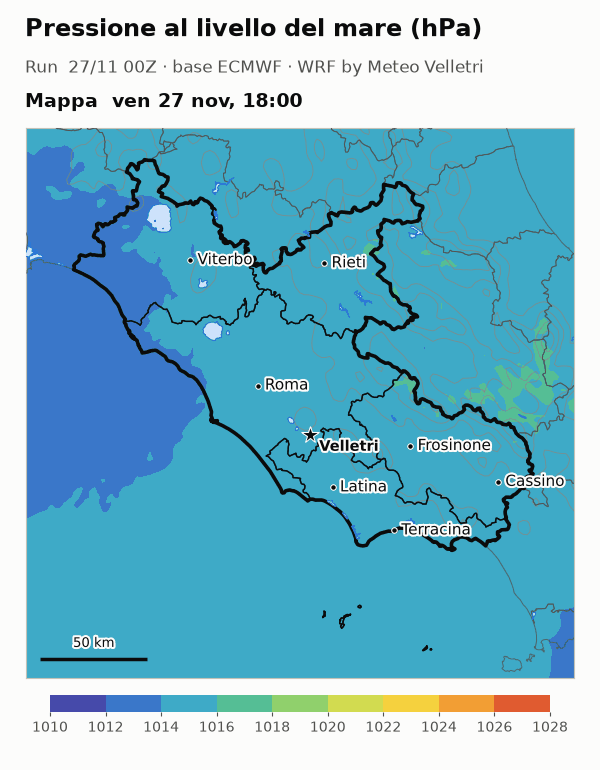 Pressione al livello del mare (hPa)
Run  27/11 00Z · base ECMWF · WRF by Meteo Velletri
Mappa  ven 27 nov, 18:00
Viterbo
Rieti
Roma
Velletri
Frosinone
Cassino
Latina
Terracina
50 km
1010 1012 1014 1016 1018 1020 1022 1024 1026 1028